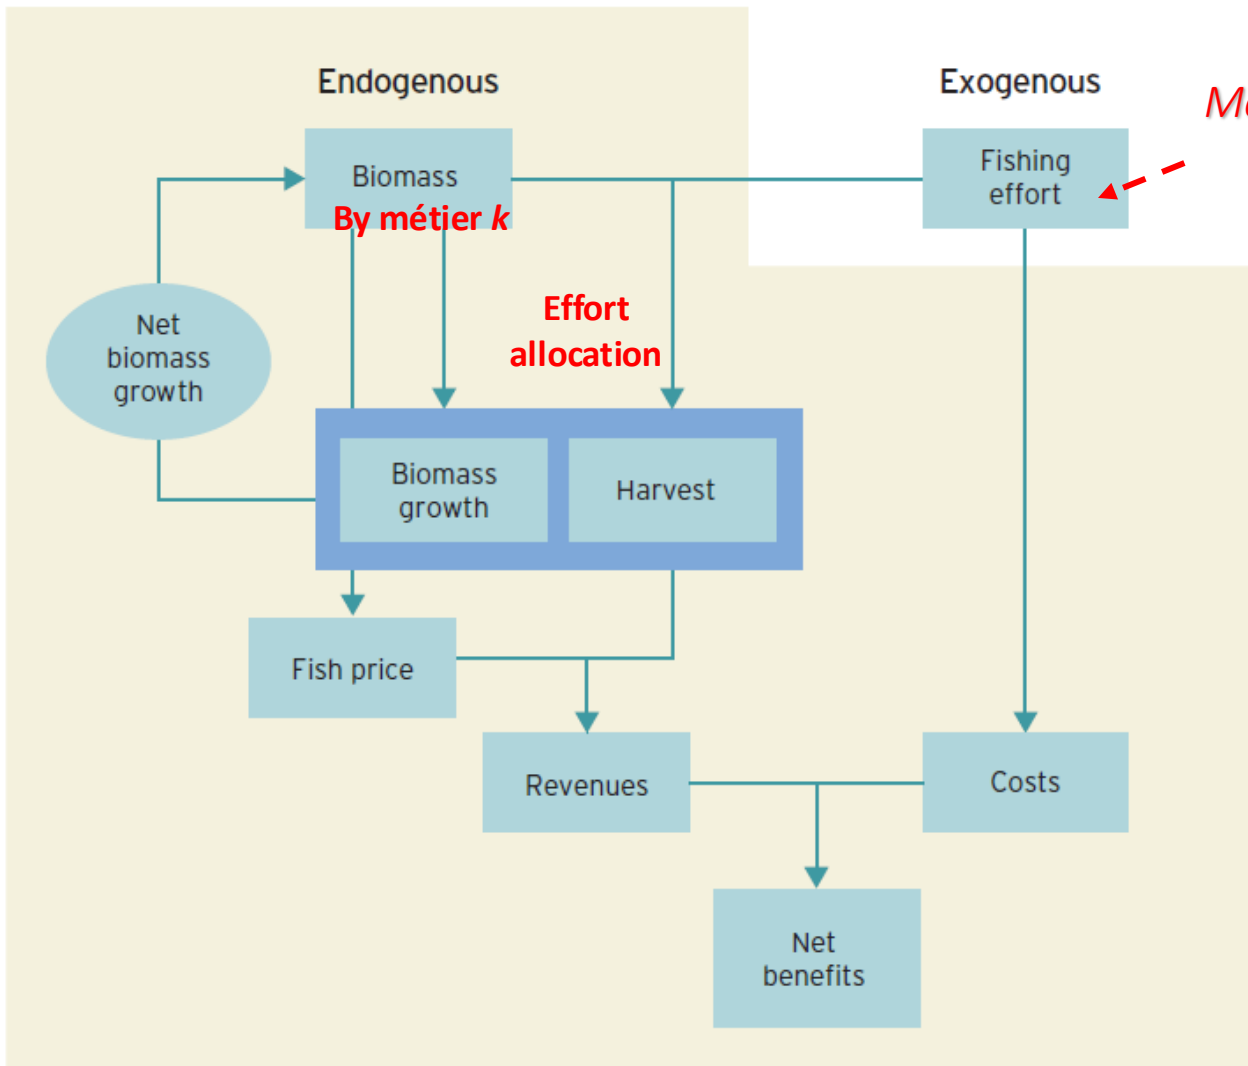 Endogenous
Exogenous
Biomass
By métier k
Fishing
effort
Effort
allocation
Net
biomass
growth
Biomass
growth
Harvest
Fish price
Revenues
Costs
Net
benefits